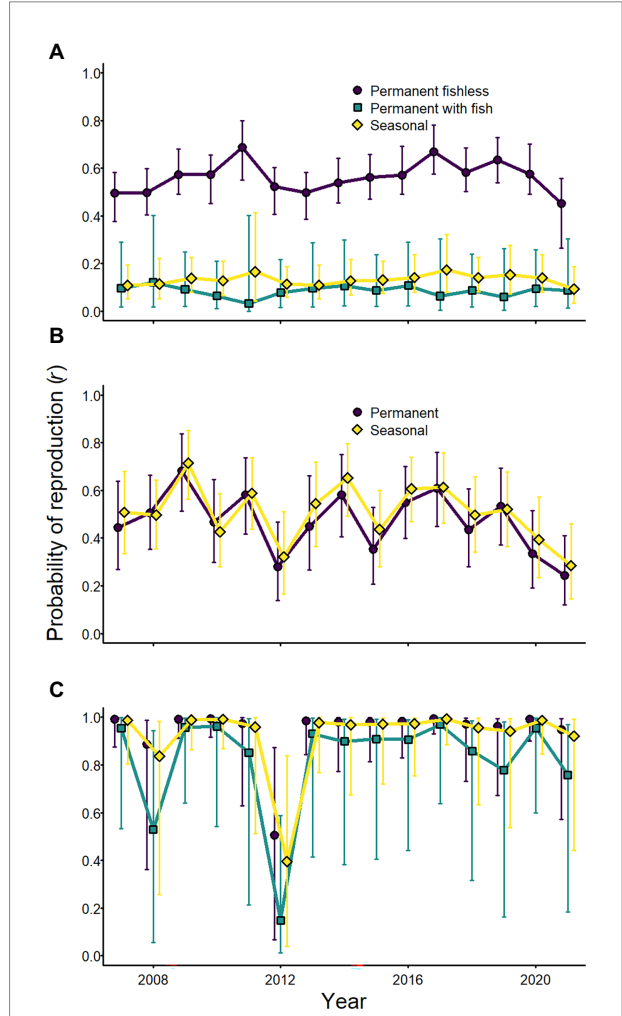 A
1.0
0.8
0.6
0.4
0.2
0.0
Permanent fishless
Permanent with fish
Seasonal
B
1.0
0.8
0.6
0.4
0.2
0.0
Permanent
Seasonal
Probability of reproduction (r)
C
1.0
0.8
0.6
0.4
0.2
0.0
2008 2012 2016 2020
Year